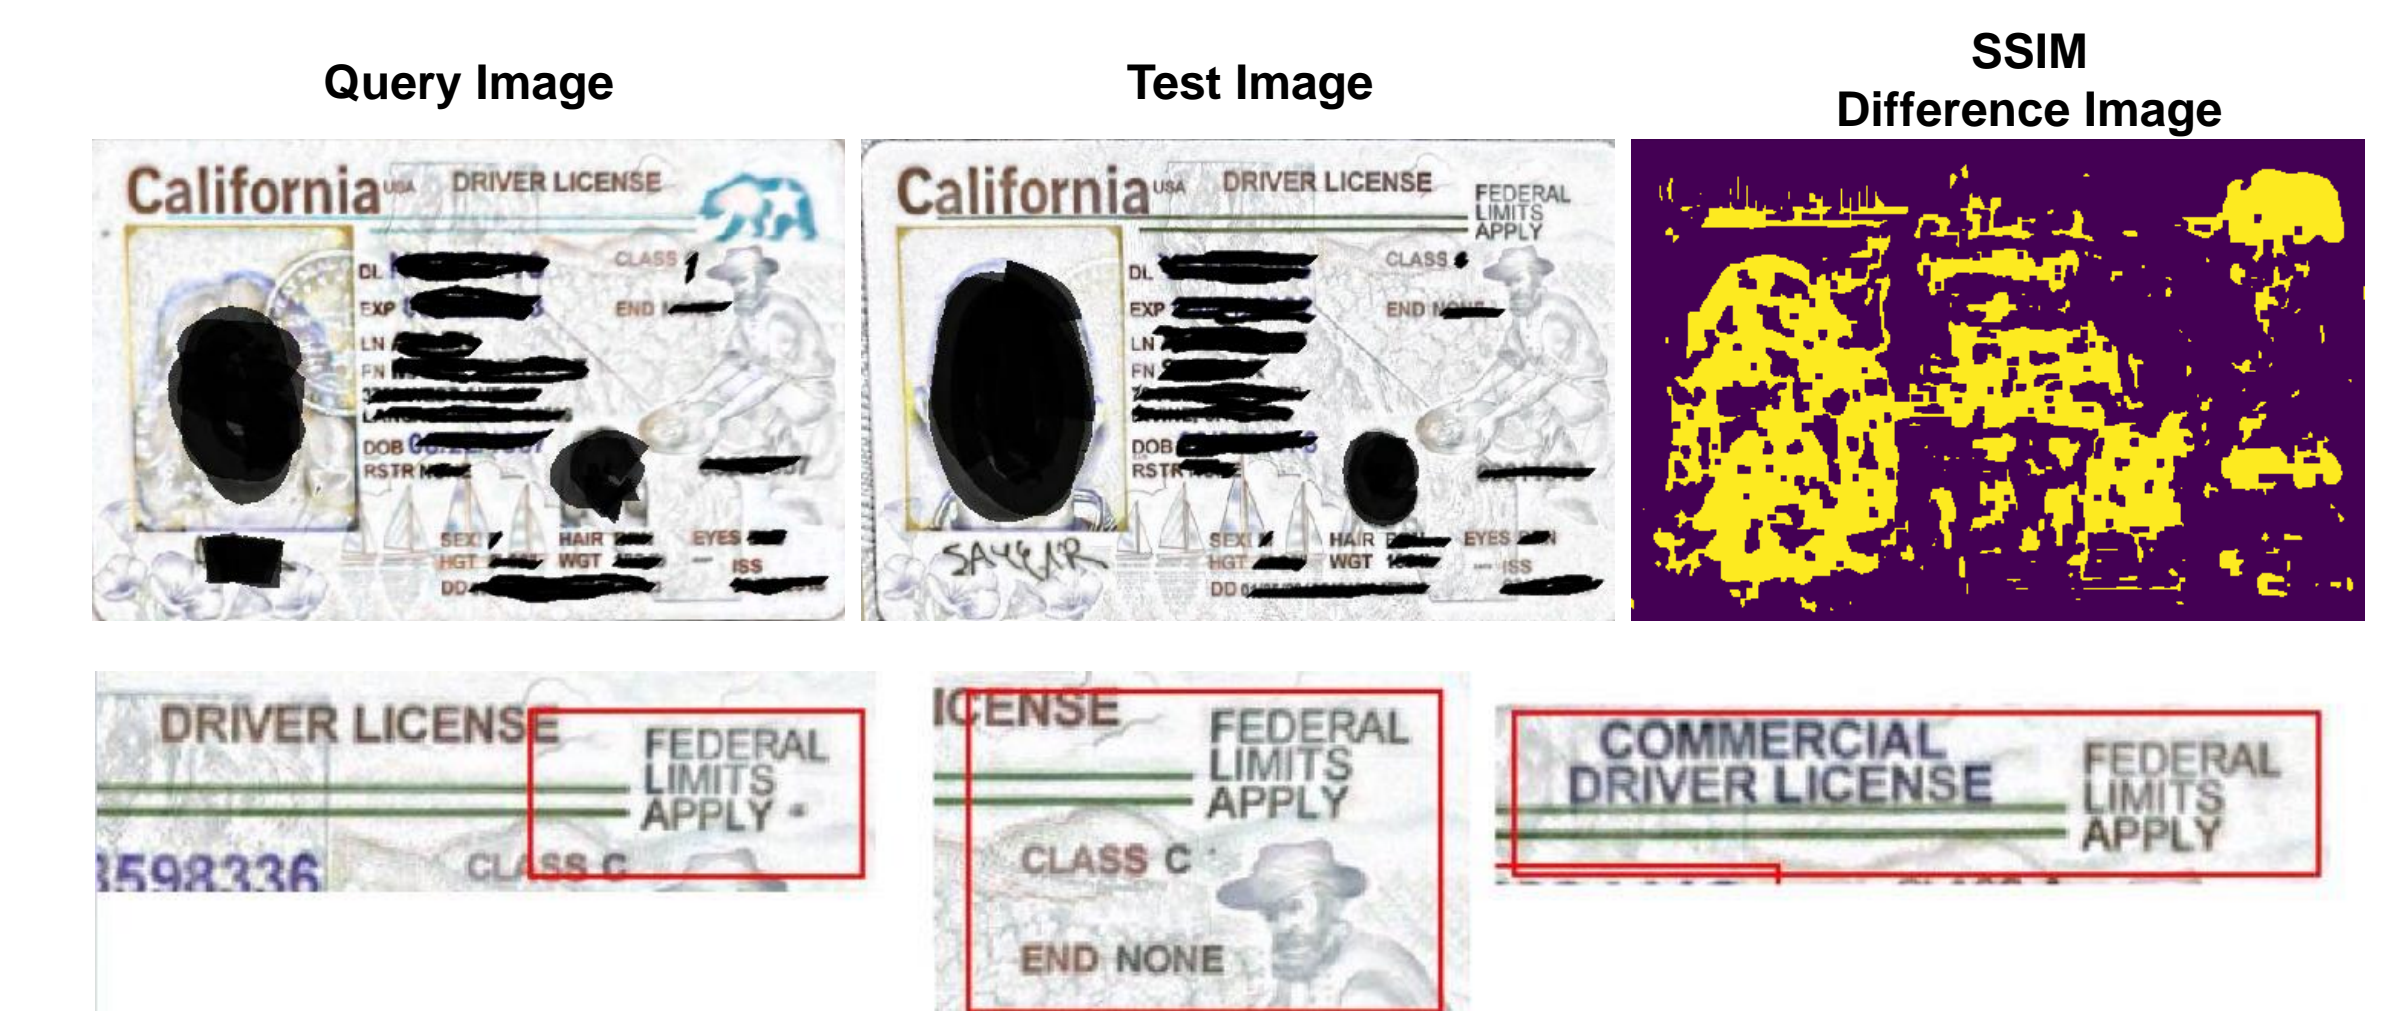 Query Image
Test Image
SSIM
Difference Image
California USA DRIVER LICENSE
DL
CLASS
EXP
END
LN
FN
DOB
RSTR
SEX HAIR EYES
HGT WGT ISS
DD
California USA DRIVER LICENSE
FEDERAL
LIMITS
APPLY
DL
CLASS
EXP
END NONE
LN
FN
DOB
RSTR
SEX HAIR EYES
HGT WGT ISS
DD
DRIVER LICENSE
FEDERAL
LIMITS
APPLY
3598336
CLASS C
ICENSE
FEDERAL
LIMITS
APPLY
CLASS C
END NONE
COMMERCIAL
DRIVER LICENSE
FEDERAL
LIMITS
APPLY